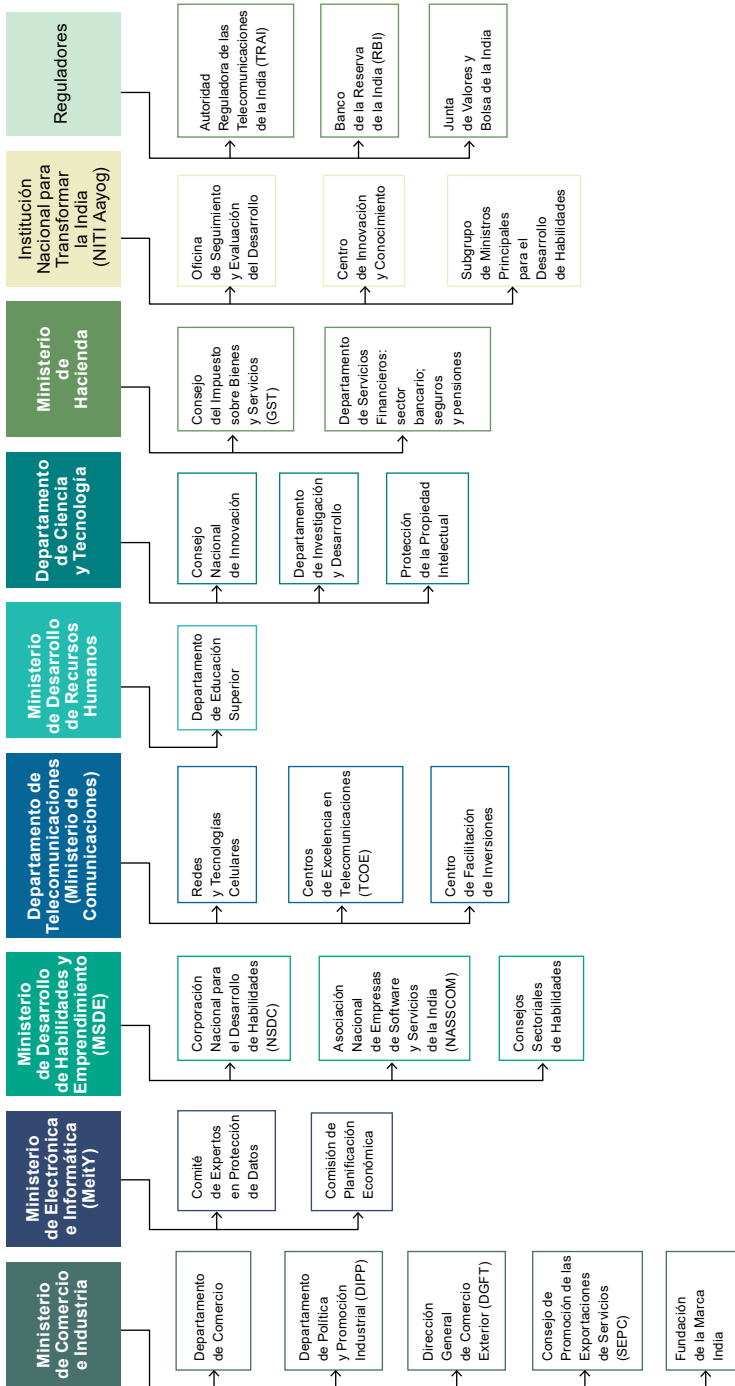 Ministerio
de Comercio
e Industria
Departamento
de Comercio
Departamento
de Política
y Promoción
Industrial (DIPP)
Dirección
General
de Comercio
Exterior (DGFT)
Consejo de
Promoción de las
Exportaciones
de Servicios
(SEPC)
Fundación
de la Marca
India
Ministerio
de Electrónica
e Informática
(MeitY)
Comité
de Expertos
en Protección
de Datos
Comisión de
Planificación
Económica
Ministerio
de Desarrollo
de Habilidades y
Emprendimiento
(MSDE)
Corporación
Nacional para
el Desarrollo
de Habilidades
(NSDC)
Asociación
Nacional
de Empresas
de Software
y Servicios
de la India
(NASSCOM)
Consejos
Sectoriales
de Habilidades
Departamento de
Telecomunicaciones
(Ministerio de
Comunicaciones)
Redes
y Tecnologías
Celulares
Centros
de Excelencia en
Telecomunicaciones
(TCOE)
Centro
de Facilitación
de Inversiones
Ministerio
de Desarrollo
de Recursos
Humanos
Departamento
de Educación
Superior
Departamento
de Ciencia
y Tecnología
Consejo
Nacional
de Innovación
Departamento
de Investigación
y Desarrollo
Protección
de la Propiedad
Intelectual
Ministerio
de
Hacienda
Consejo
del Impuesto
sobre Bienes
y Servicios
(GST)
Departamento
de Servicios
Financieros:
sector
bancario;
seguros
y pensiones
Institución
Nacional para
Transformar
la India
(NITI Aayog)
Oficina
de Seguimiento
y Evaluación
del Desarrollo
Centro
de Innovación
y Conocimiento
Subgrupo
de Ministros
Principales
para el
Desarrollo
de Habilidades
Reguladores
Autoridad
Reguladora de las
Telecomunicaciones
de la India (TRAI)
Banco
de la Reserva
de la India (RBI)
Junta
de Valores y
Bolsa de la India